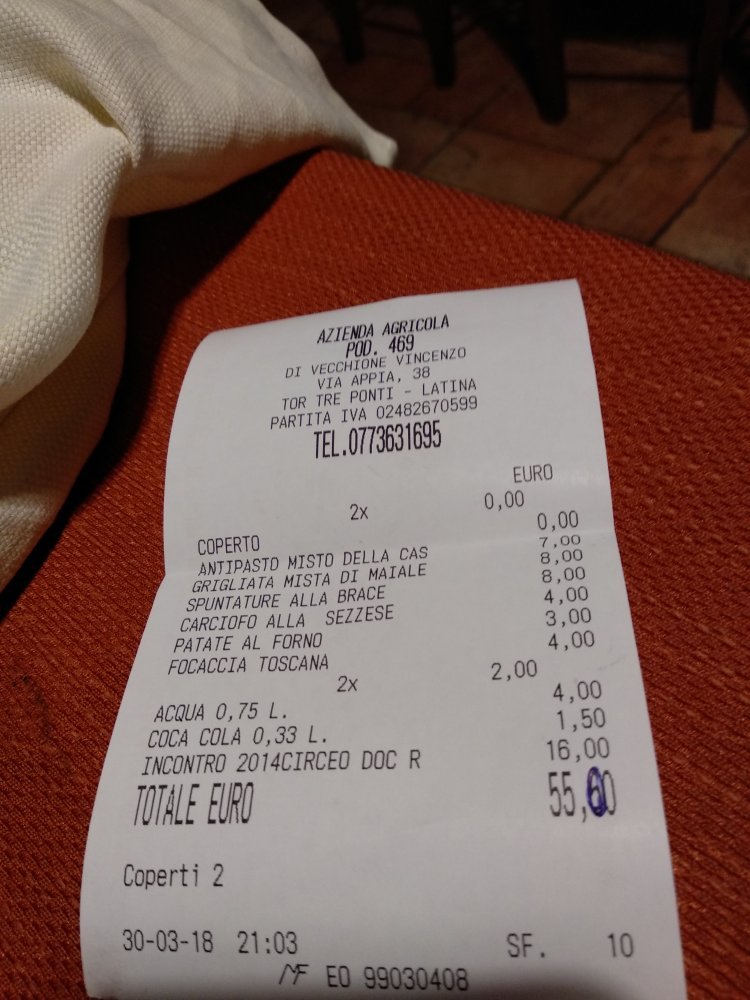 AZIENDA AGRICOLA
POD. 469
DI VECCHIONE VINCENZO
VIA APPIA, 38
TOR TRE PONTI - LATINA
PARTITA IVA 02482670599
TEL.0773631695
EURO
2x 0,00
COPERTO 0,00
ANTIPASTO MISTO DELLA CAS 7,00
GRIGLIATA MISTA DI MAIALE 8,00
SPUNTATURE ALLA BRACE 8,00
CARCIOFO ALLA SEZZESE 4,00
PATATE AL FORNO 3,00
FOCACCIA TOSCANA 4,00
2x 2,00
ACQUA 0,75 L. 4,00
COCA COLA 0,33 L. 1,50
INCONTRO 2014CIRCEO DOC R 16,00
TOTALE EURO 55,60
Coperti 2
30-03-18 21:03 SF. 10
MF EO 99030408